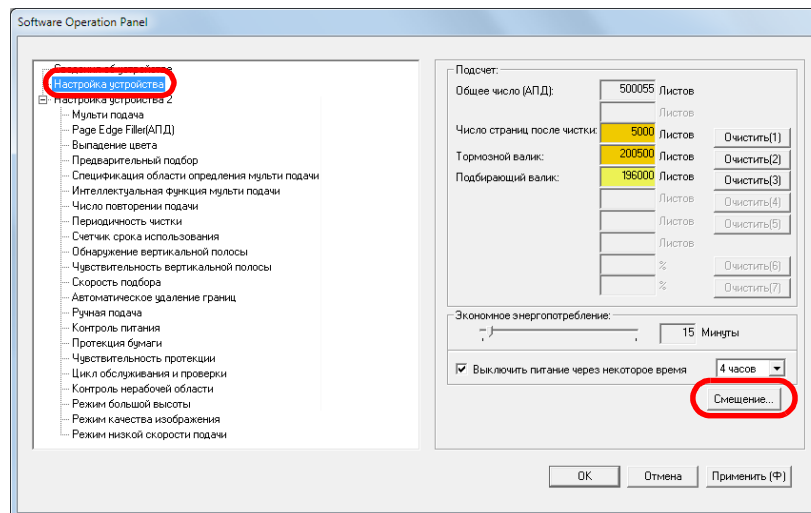 Software Operation Panel
Сведения об устройстве
Настройка устройства
Настройка устройства 2
Мульти подача
Page Edge Filler(АПД)
Выпадение цвета
Предварительный подбор
Спецификация области опредления мульти подачи
Интеллектуальная функция мульти подачи
Число повторении подачи
Периодичность чистки
Счетчик срока использования
Обнаружение вертикальной полосы
Чувствительность вертикальной полосы
Скорость подбора
Автоматическое удаление границ
Ручная подача
Контроль питания
Протекция бумаги
Чувствительность протекции
Цикл обслуживания и проверки
Контроль нерабочей области
Режим большой высоты
Режим качества изображения
Режим низкой скорости подачи
Подсчет:
Общее число (АПД): 500055 Листов
Листов
Число страниц после чистки: 5000 Листов Очистить(1)
Тормозной валик: 200500 Листов Очистить(2)
Подбирающий валик: 196000 Листов Очистить(3)
Листов Очистить(4)
Листов Очистить(5)
Листов
% Очистить(6)
% Очистить(7)
Экономное энергопотребление:
15 Минуты
Выключить питание через некоторое время 4 часов
Смещение...
OK Отмена Применить (Ф)